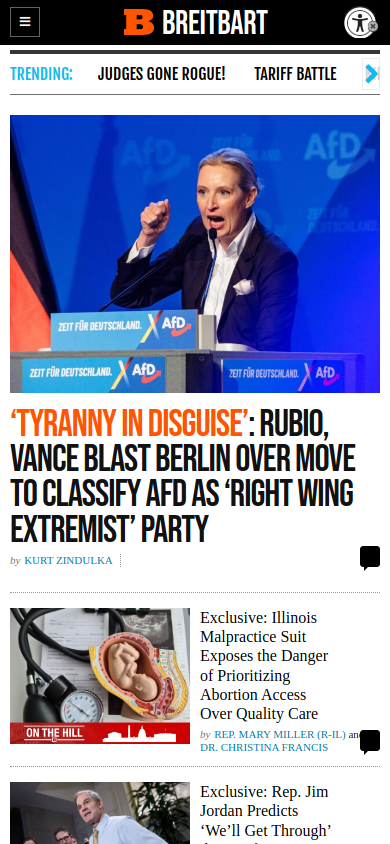 B BREITBART
TRENDING: JUDGES GONE ROGUE! TARIFF BATTLE
AfD
ZEIT FÜR DEUTSCHLAND. AfD
ZEIT FÜR DEUTSCHLAND. AfD
ZEIT FÜR DEUTSCHLAND. AfD
‘TYRANNY IN DISGUISE’: RUBIO,
VANCE BLAST BERLIN OVER MOVE
TO CLASSIFY AFD AS ‘RIGHT WING
EXTREMIST’ PARTY
by KURT ZINDULKA
ON THE HILL
Exclusive: Illinois
Malpractice Suit
Exposes the Danger
of Prioritizing
Abortion Access
Over Quality Care
by REP. MARY MILLER (R-IL) and
DR. CHRISTINA FRANCIS
Exclusive: Rep. Jim
Jordan Predicts
‘We’ll Get Through’